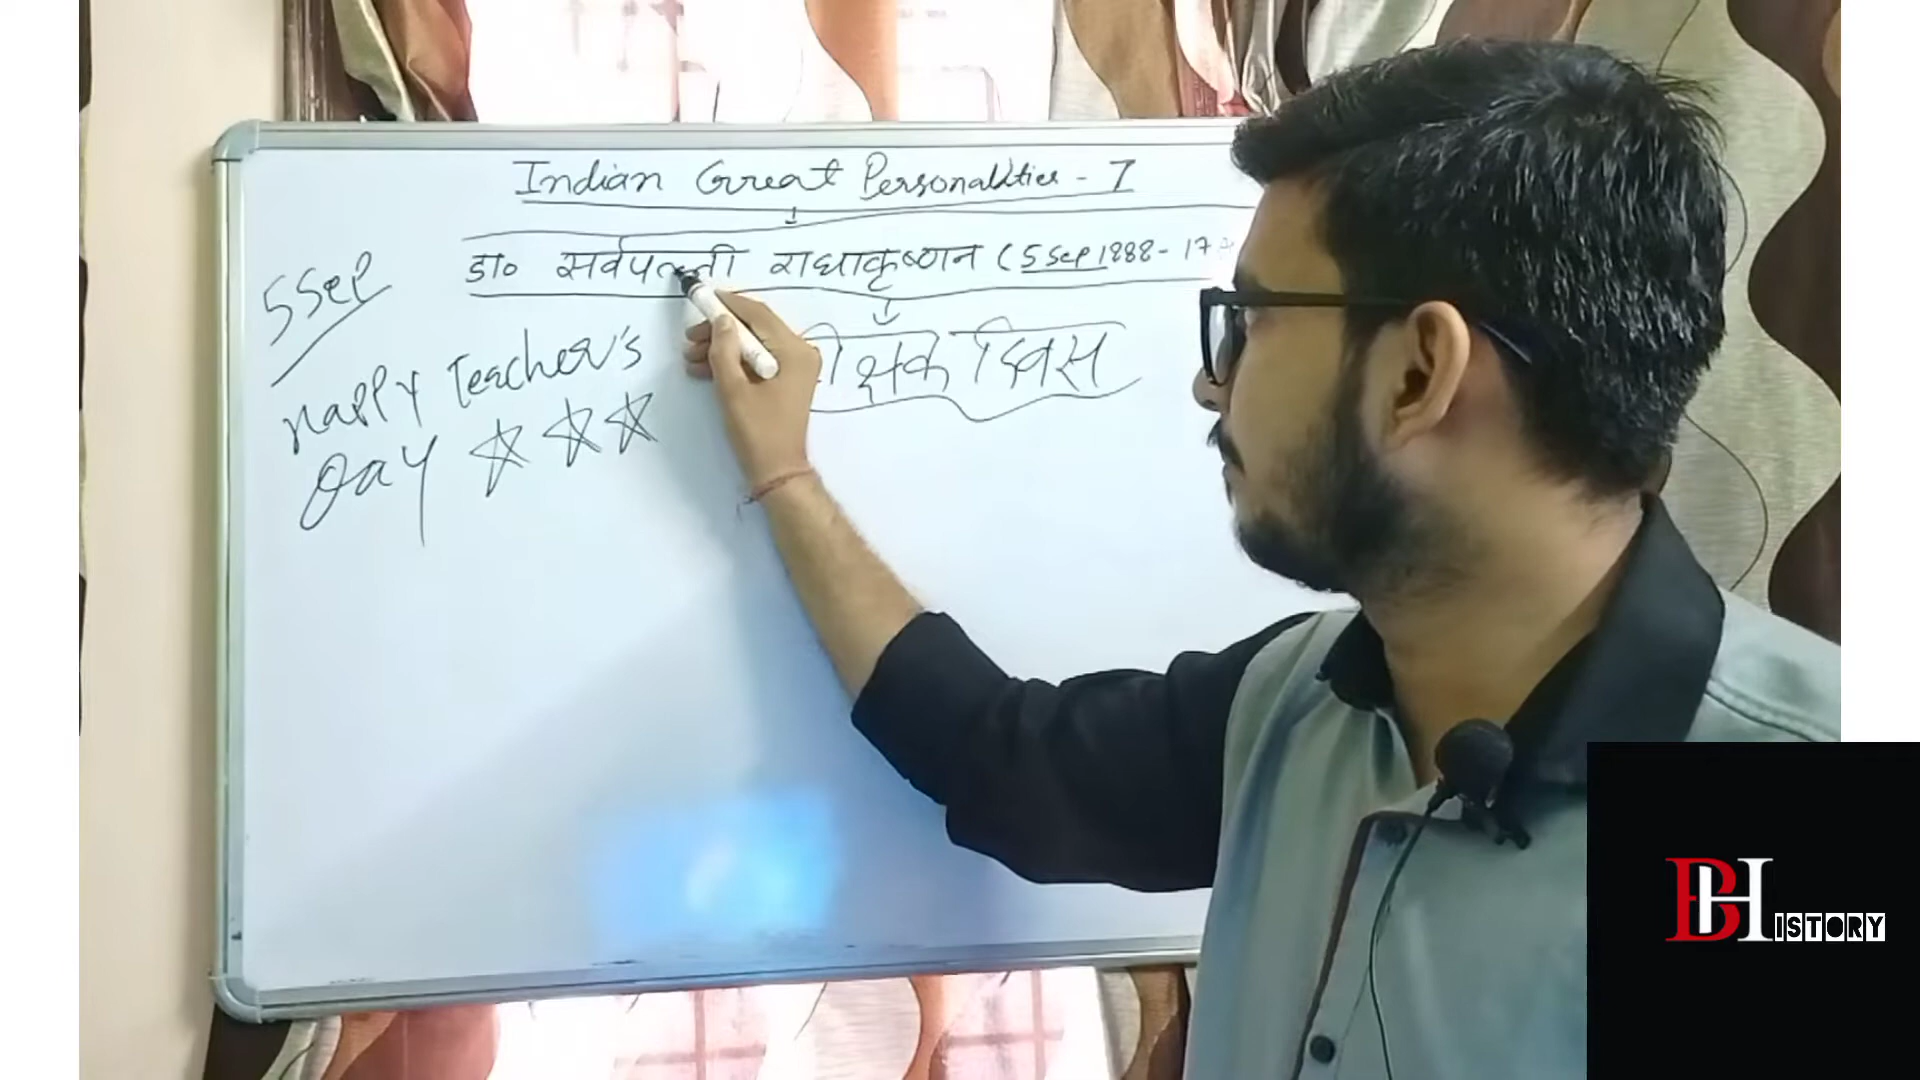 Indian Great Personalities - 7
डा० सर्वपल्ली राधाकृष्णन ( 5 Sep 1888 - 17
5 Sep
Happy Teacher's
Day
क्षक दिवस
BHISTORY